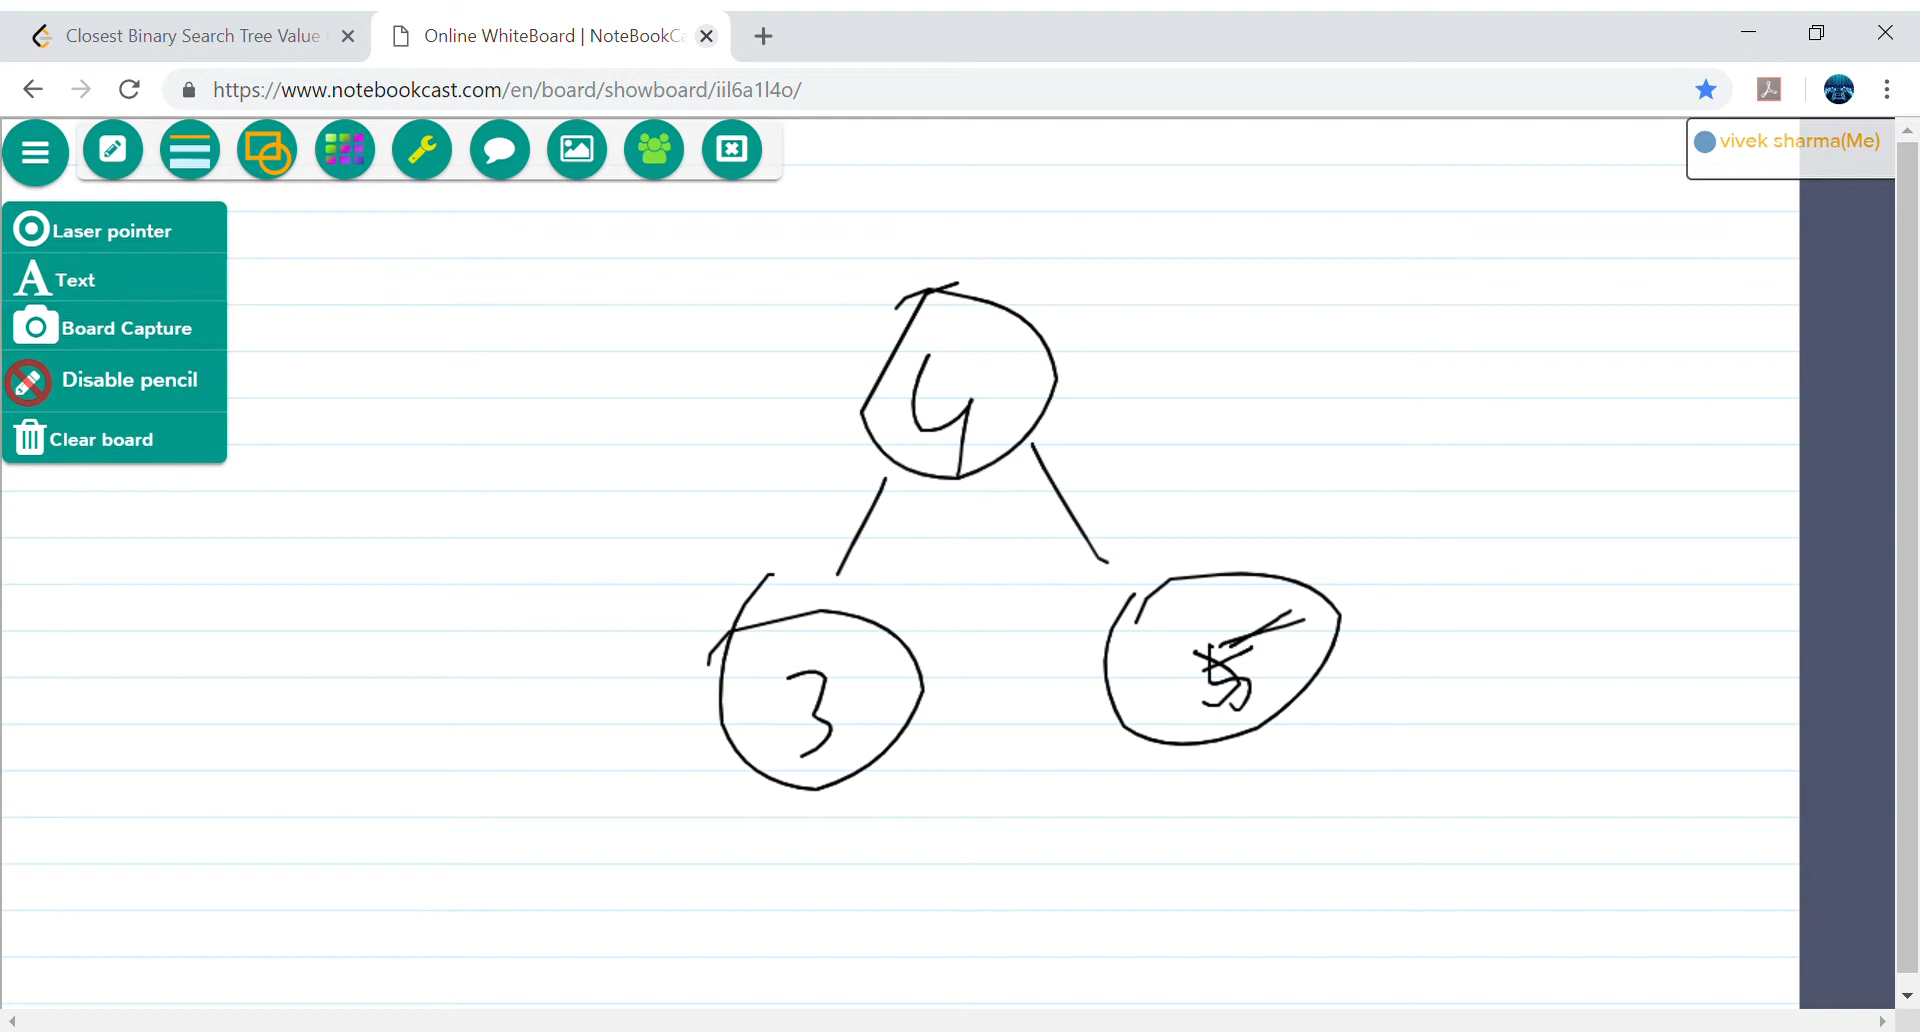 Closest Binary Search Tree Value
Online WhiteBoard | NoteBookCa
https://www.notebookcast.com/en/board/showboard/iil6a1l4o/
vivek sharma(Me)
Laser pointer
A Text
Board Capture
Disable pencil
Clear board
4
3
5